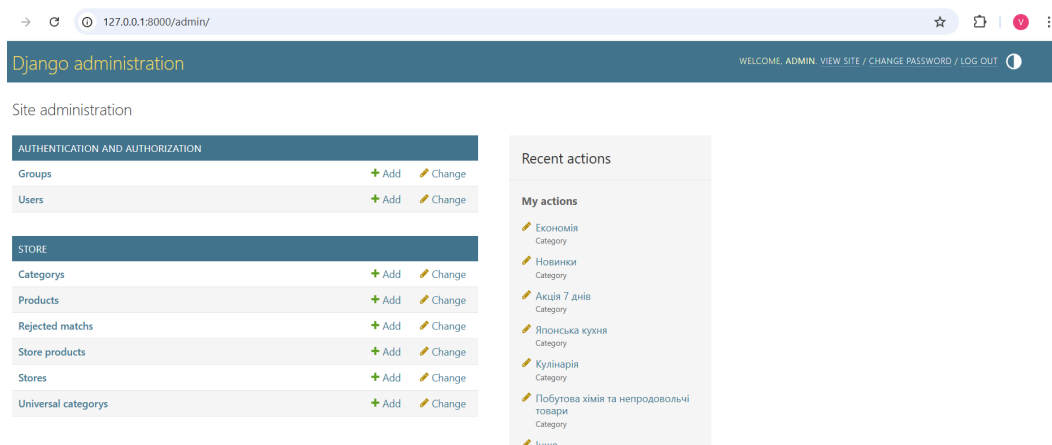 127.0.0.1:8000/admin/
V
Django administration
WELCOME, ADMIN. VIEW SITE / CHANGE PASSWORD / LOG OUT
Site administration
AUTHENTICATION AND AUTHORIZATION
Groups Add Change
Users Add Change
STORE
Categorys Add Change
Products Add Change
Rejected matchs Add Change
Store products Add Change
Stores Add Change
Universal categorys Add Change
Recent actions
My actions
Економія
Category
Новинки
Category
Акція 7 днів
Category
Японська кухня
Category
Кулінарія
Category
Побутова хімія та непродовольчі
товари
Category